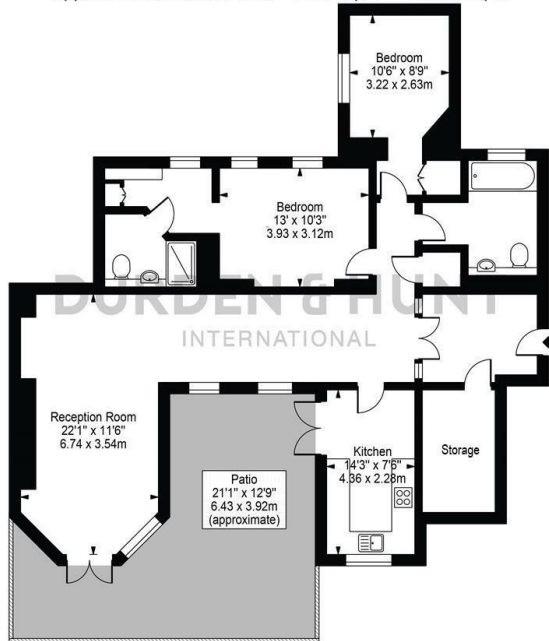 Bedroom
10'6" x 8'9"
3.22 x 2.63m
Bedroom
13' x 10'3"
3.93 x 3.12m
DURDEN & HUNT
INTERNATIONAL
Reception Room
22'1" x 11'6"
6.74 x 3.54m
Kitchen
14'3" x 7'6"
4.36 x 2.28m
Storage
Patio
21'1" x 12'9"
6.43 x 3.92m
(approximate)